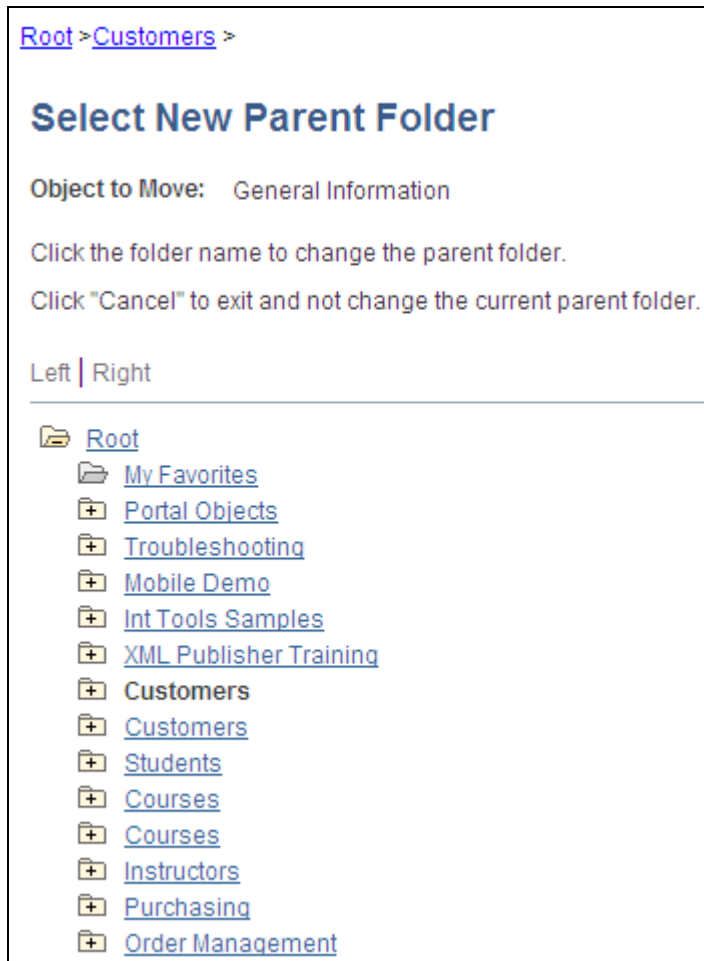 Root >Customers >
Select New Parent Folder
Object to Move: General Information
Click the folder name to change the parent folder.
Click "Cancel" to exit and not change the current parent folder.
Left | Right
Root
My Favorites
Portal Objects
Troubleshooting
Mobile Demo
Int Tools Samples
XML Publisher Training
Customers
Customers
Students
Courses
Courses
Instructors
Purchasing
Order Management